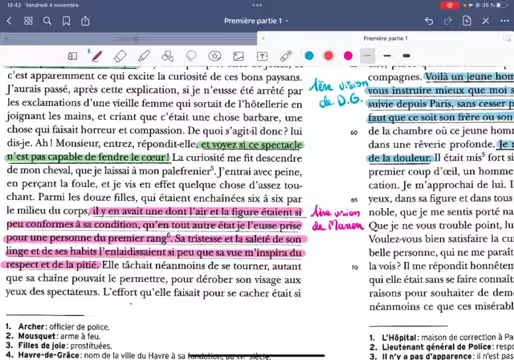 10:43 Vendredi 4 novembre
35 %
Première partie 1
Première partie 1
c'est apparemment ce qui excite la curiosité de ces bons paysans.
J'aurais passé, après cette explication, si je n'eusse été arrêté par
les exclamations d'une vieille femme qui sortait de l'hôtellerie en
joignant les mains, et criant que c'était une chose barbare, une
chose qui faisait horreur et compassion. De quoi s'agit-il donc? lui
dis-je. Ah! Monsieur, entrez, répondit-elle, et voyez si ce spectacle
n'est pas capable de fendre le cœur! La curiosité me fit descendre
de mon cheval, que je laissai à mon palefrenier. J'entrai avec peine,
en perçant la foule, et je vis en effet quelque chose d'assez tou-
chant. Parmi les douze filles, qui étaient enchaînées six à six par
le milieu du corps, il y en avait une dont l'air et la figure étaient si
peu conformes à sa condition, qu'en tout autre état je l'eusse prise
pour une personne du premier rang. Sa tristesse et la saleté de son
linge et de ses habits l'enlaidissaient si peu que sa vue m'inspira du
respect et de la pitié. Elle tâchait néanmoins de se tourner, autant
que sa chaîne pouvait le permettre, pour dérober son visage aux
yeux des spectateurs. L'effort qu'elle faisait pour se cacher était si
1. Archer: officier de police.
2. Mousquet: arme à feu.
3. Filles de joie: prostituées.
4. Havre-de-Grâce: nom de la ville du Havre à sa fondation, au XVIe siècle.
1ère vision
de D.G.
1ère vision
de Manon
60
65
70
compagnes. Voilà un jeune hom
vous instruire mieux que moi s
suivie depuis Paris, sans cesser p
faut que ce soit son frère ou son
de la chambre où ce jeune hom
dans une rêverie profonde. Je
de la douleur. Il était mis fort si
premier coup d'œil, un homme
cation. Je m'approchai de lui. I
yeux, dans sa figure et dans tous
noble, que je me sentis porté na
Que je ne vous trouble point, lu
Voulez-vous bien satisfaire la cu
belle personne, qui ne me paraît
la vois? Il me répondit honnêtem
qui elle était sans se faire connaît
raisons pour souhaiter de deme
néanmoins ce que ces misérabl
1. L'Hôpital: maison de correction à Pa
2. Lieutenant général de Police: resp
3. Il n'y a pas d'apparence: il n'est pas